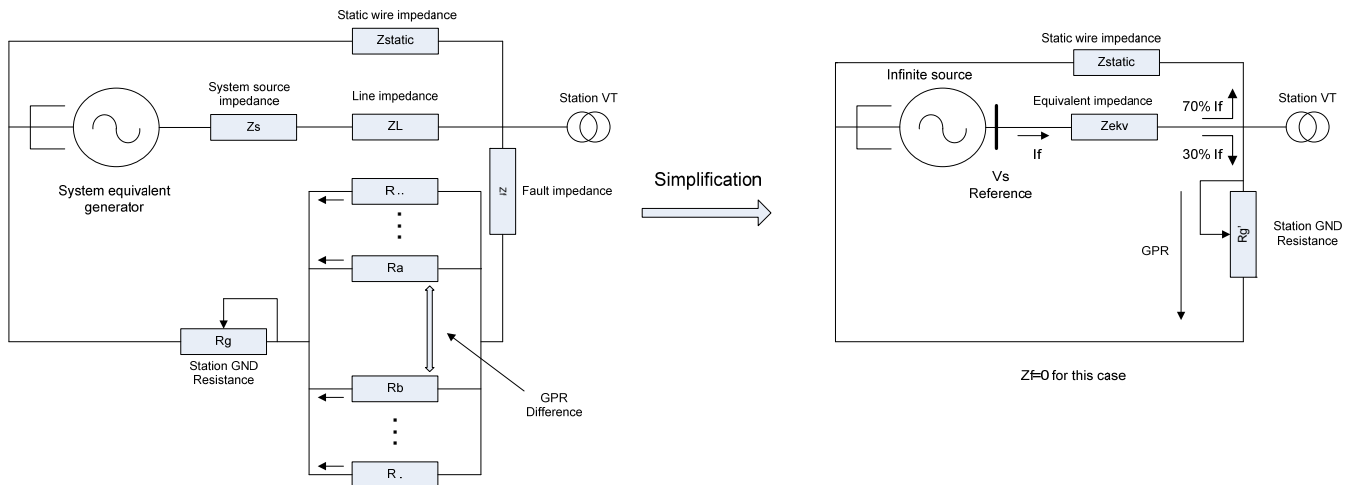 Static wire impedance
Zstatic
System source
impedance
Zs
Line impedance
ZL
Station VT
System equivalent
generator
Fault impedance
R..
Ra
Rg
Station GND
Resistance
Rb
R.
GPR
Difference
Simplification
Static wire impedance
Zstatic
Infinite source
Equivalent impedance
Zekv
70% If
Station VT
If
30% If
Vs
Reference
GPR
Rg'
Station GND
Resistance
Zf=0 for this case